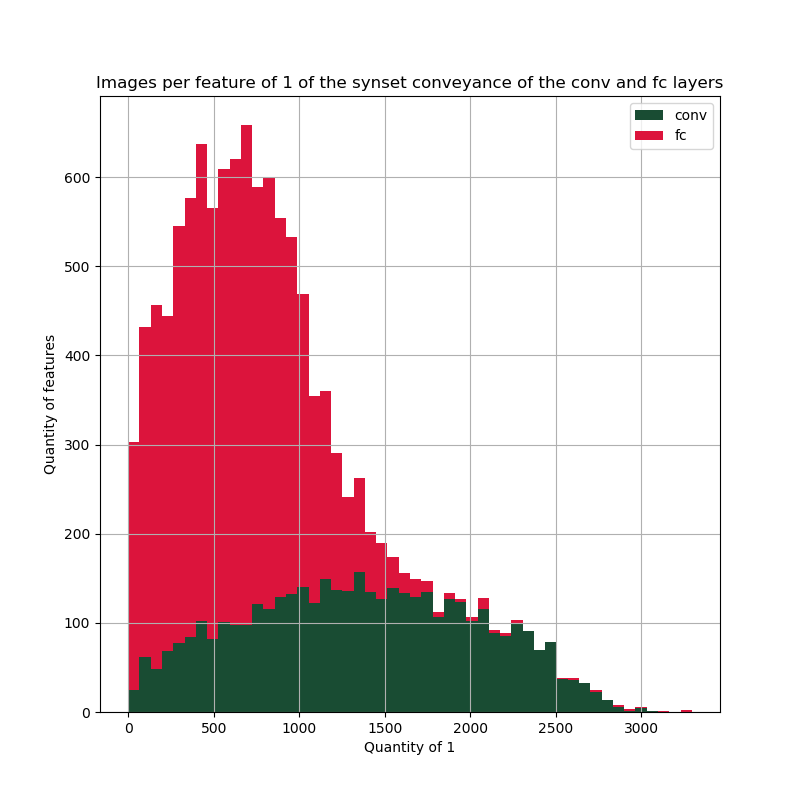 Images per feature of 1 of the synset conveyance of the conv and fc layers
conv
fc
600
500
400
300
200
100
0
Quantity of features
0 500 1000 1500 2000 2500 3000
Quantity of 1